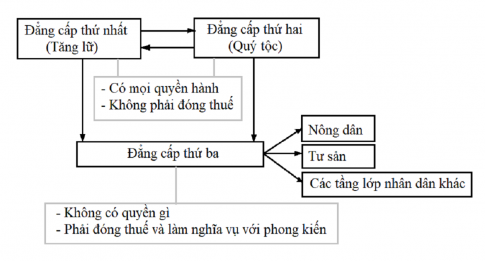 Đẳng cấp thứ nhất
(Tăng lữ)
Đẳng cấp thứ hai
(Quý tộc)
- Có mọi quyền hành
- Không phải đóng thuế
Đẳng cấp thứ ba
Nông dân
Tư sản
Các tầng lớp nhân dân khác
- Không có quyền gì
- Phải đóng thuế và làm nghĩa vụ với phong kiến